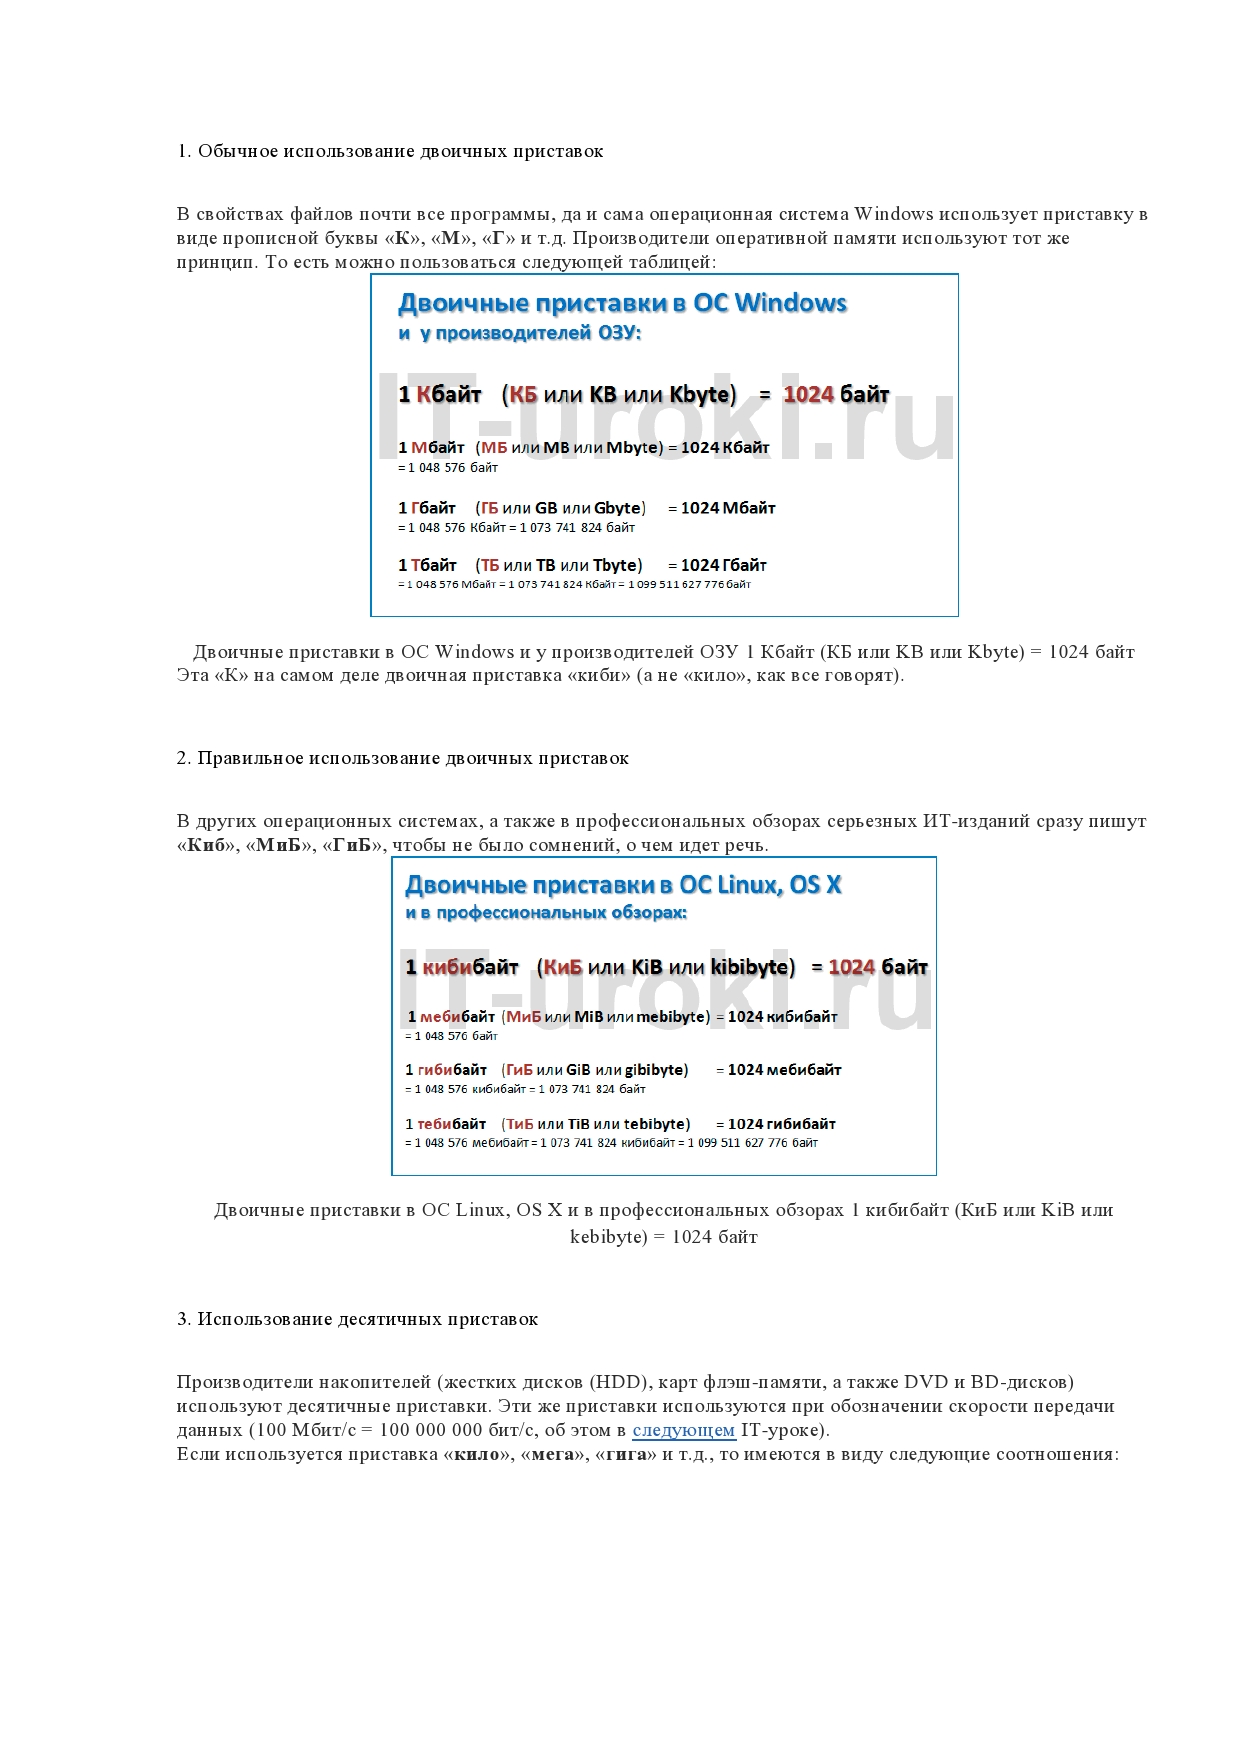 1. Обычное использование двоичных приставок
В свойствах файлов почти все программы, да и сама операционная система Windows использует приставку в
виде прописной буквы «К», «М», «Г» и т.д. Производители оперативной памяти используют тот же
принцип. То есть можно пользоваться следующей таблицей:
Двоичные приставки в ОС Windows
и у производителей ОЗУ:
IT-uroki.ru
1 Кбайт (КБ или KB или Kbyte) = 1024 байт
1 Мбайт (МБ или MB или Mbyte) = 1024 Кбайт
= 1 048 576 байт
1 Гбайт (ГБ или GB или Gbyte) = 1024 Мбайт
= 1 048 576 Кбайт = 1 073 741 824 байт
1 Тбайт (ТБ или TB или Tbyte) = 1024 Гбайт
= 1 048 576 Мбайт = 1 073 741 824 Кбайт = 1 099 511 627 776 байт
Двоичные приставки в ОС Windows и у производителей ОЗУ 1 Кбайт (КБ или KB или Kbyte) = 1024 байт
Эта «К» на самом деле двоичная приставка «киби» (а не «кило», как все говорят).
2. Правильное использование двоичных приставок
В других операционных системах, а также в профессиональных обзорах серьезных ИТ-изданий сразу пишут
«Киб», «МиБ», «ГиБ», чтобы не было сомнений, о чем идет речь.
Двоичные приставки в ОС Linux, OS X
и в профессиональных обзорах:
IT-uroki.ru
1 кибибайт (КиБ или KiB или kibibyte) = 1024 байт
1 мебибайт (МиБ или MiB или mebibyte) = 1024 кибибайт
= 1 048 576 байт
1 гибибайт (ГиБ или GiB или gibibyte) = 1024 мебибайт
= 1 048 576 кибибайт = 1 073 741 824 байт
1 тебибайт (ТиБ или TiB или tebibyte) = 1024 гибибайт
= 1 048 576 мебибайт = 1 073 741 824 кибибайт = 1 099 511 627 776 байт
Двоичные приставки в ОС Linux, OS X и в профессиональных обзорах 1 кибибайт (КиБ или KiB или
kebibyte) = 1024 байт
3. Использование десятичных приставок
Производители накопителей (жестких дисков (HDD), карт флэш-памяти, а также DVD и BD-дисков)
используют десятичные приставки. Эти же приставки используются при обозначении скорости передачи
данных (100 Мбит/с = 100 000 000 бит/с, об этом в следующем IT-уроке).
Если используется приставка «кило», «мега», «гига» и т.д., то имеются в виду следующие соотношения: